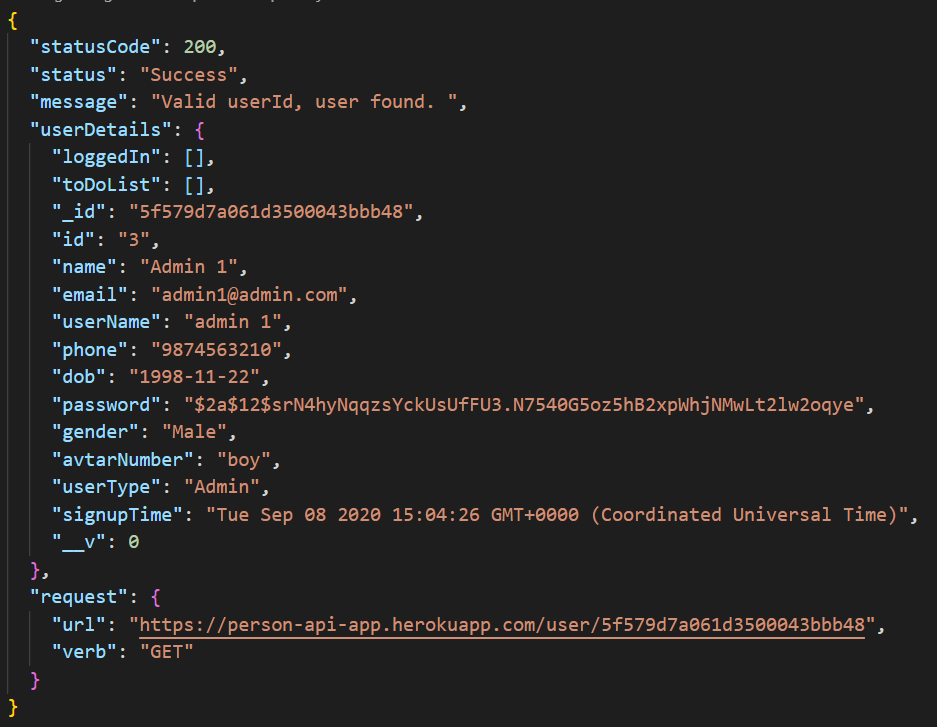 {
"statusCode": 200,
"status": "Success",
"message": "Valid userId, user found. ",
"userDetails": {
"loggedIn": [],
"toDoList": [],
"_id": "5f579d7a061d3500043bbb48",
"id": "3",
"name": "Admin 1",
"email": "admin1@admin.com",
"userName": "admin 1",
"phone": "9874563210",
"dob": "1998-11-22",
"password": "$2a$12$srN4hyNqqzsYckUsUfFU3.N7540G5oz5hB2xpWhjNMwLt2lw2oqye",
"gender": "Male",
"avtarNumber": "boy",
"userType": "Admin",
"signupTime": "Tue Sep 08 2020 15:04:26 GMT+0000 (Coordinated Universal Time)",
"__v": 0
},
"request": {
"url": "https://person-api-app.herokuapp.com/user/5f579d7a061d3500043bbb48",
"verb": "GET"
}
}